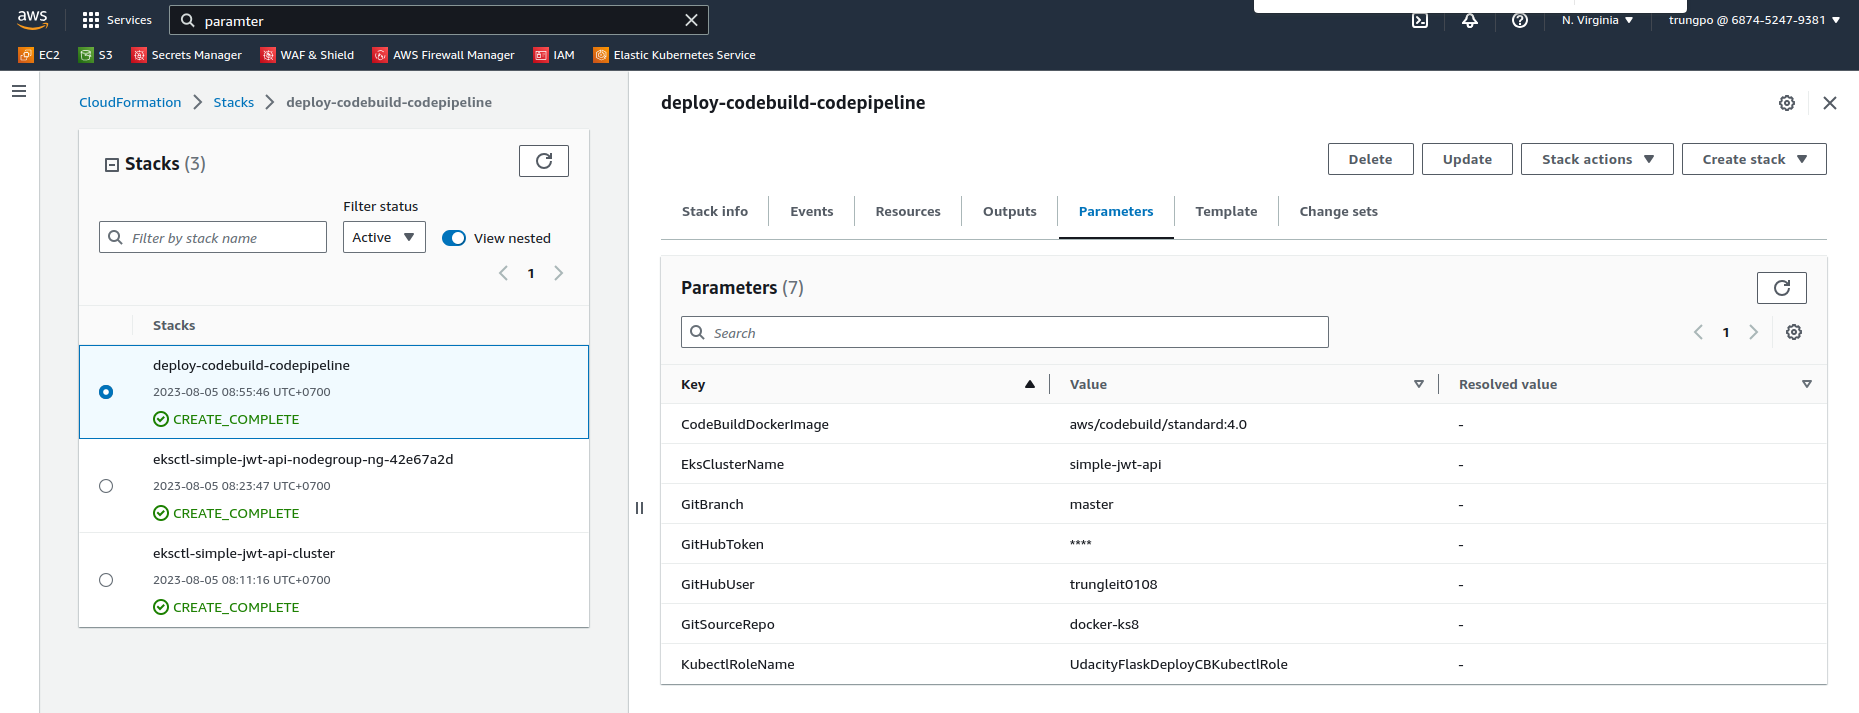 aws Services paramter N. Virginia trungpo @ 6874-5247-9381
EC2 S3 Secrets Manager WAF & Shield AWS Firewall Manager IAM Elastic Kubernetes Service
CloudFormation Stacks deploy-codebuild-codepipeline
Stacks (3)
Filter status
Filter by stack name Active View nested
1
Stacks
deploy-codebuild-codepipeline
2023-08-05 08:55:46 UTC+0700
CREATE_COMPLETE
eksctl-simple-jwt-api-nodegroup-ng-42e67a2d
2023-08-05 08:23:47 UTC+0700
CREATE_COMPLETE
eksctl-simple-jwt-api-cluster
2023-08-05 08:11:16 UTC+0700
CREATE_COMPLETE
deploy-codebuild-codepipeline
Delete Update Stack actions Create stack
Stack info Events Resources Outputs Parameters Template Change sets
Parameters (7)
Search 1
Key Value Resolved value
CodeBuildDockerImage aws/codebuild/standard:4.0 -
EksClusterName simple-jwt-api -
GitBranch master -
GitHubToken **** -
GitHubUser trungleit0108 -
GitSourceRepo docker-ks8 -
KubectlRoleName UdacityFlaskDeployCBKubectlRole -